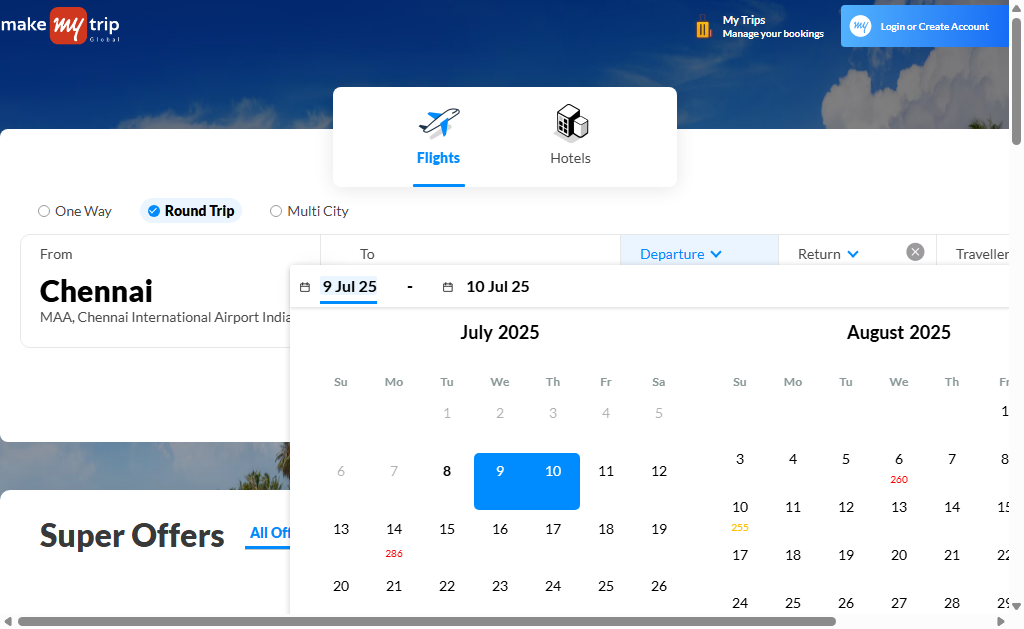 make my trip
Global
My Trips
Manage your bookings
my Login or Create Account
Flights
Hotels
One Way
Round Trip
Multi City
From
To
Departure
Return
Traveller
Chennai
MAA, Chennai International Airport India
9 Jul 25 - 10 Jul 25
July 2025
August 2025
Su Mo Tu We Th Fr Sa
1 2 3 4 5
6 7 8 9 10 11 12
13 14 15 16 17 18 19
286
20 21 22 23 24 25 26
Su Mo Tu We Th Fr
1
3 4 5 6 7 8
260
10 11 12 13 14 15
255
17 18 19 20 21 22
24 25 26 27 28 29
Super Offers
All Off